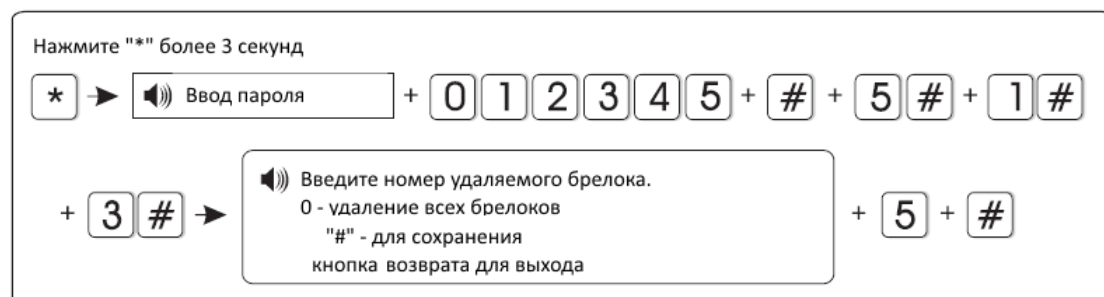 Нажмите "*" более 3 секунд
* Ввод пароля + 0 1 2 3 4 5 + # + 5 # + 1 #
+ 3 #
Введите номер удаляемого брелока.
0 - удаление всех брелоков
"#" - для сохранения
кнопка возврата для выхода
+ 5 + #